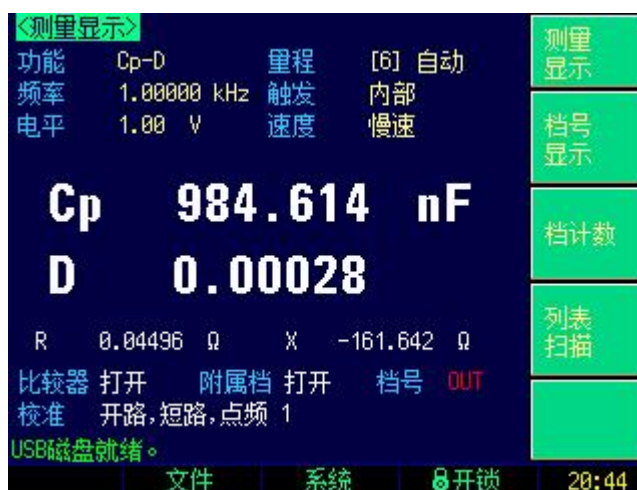 <测量显示>
功能 Cp-D 量程 [6] 自动
频率 1.00000 kHz 触发 内部
电平 1.00 V 速度 慢速
Cp 984.614 nF
D 0.00028
R 0.04496 Ω X -161.642 Ω
比较器 打开 附属档 打开 档号 OUT
校准 开路,短路,点频 1
USB磁盘就绪。
测量
显示
档号
显示
档计数
列表
扫描
文件 系统 开锁 20:44